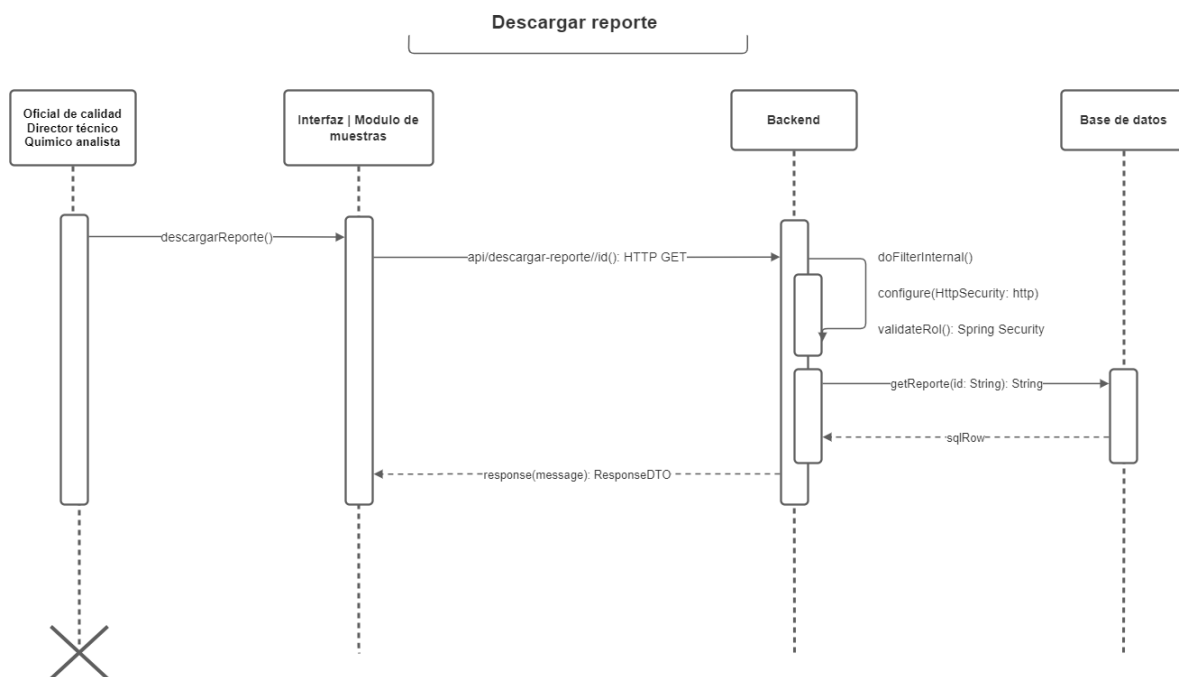 Descargar reporte
Oficial de calidad
Director técnico
Quimico analista
Interfaz | Modulo de
muestras
Backend
Base de datos
descargarReporte()
api/descargar-reporte//id(): HTTP GET
doFilterInternal()
configure(HttpSecurity: http)
validateRol(): Spring Security
getReporte(id: String): String
sqlRow
response(message): ResponseDTO